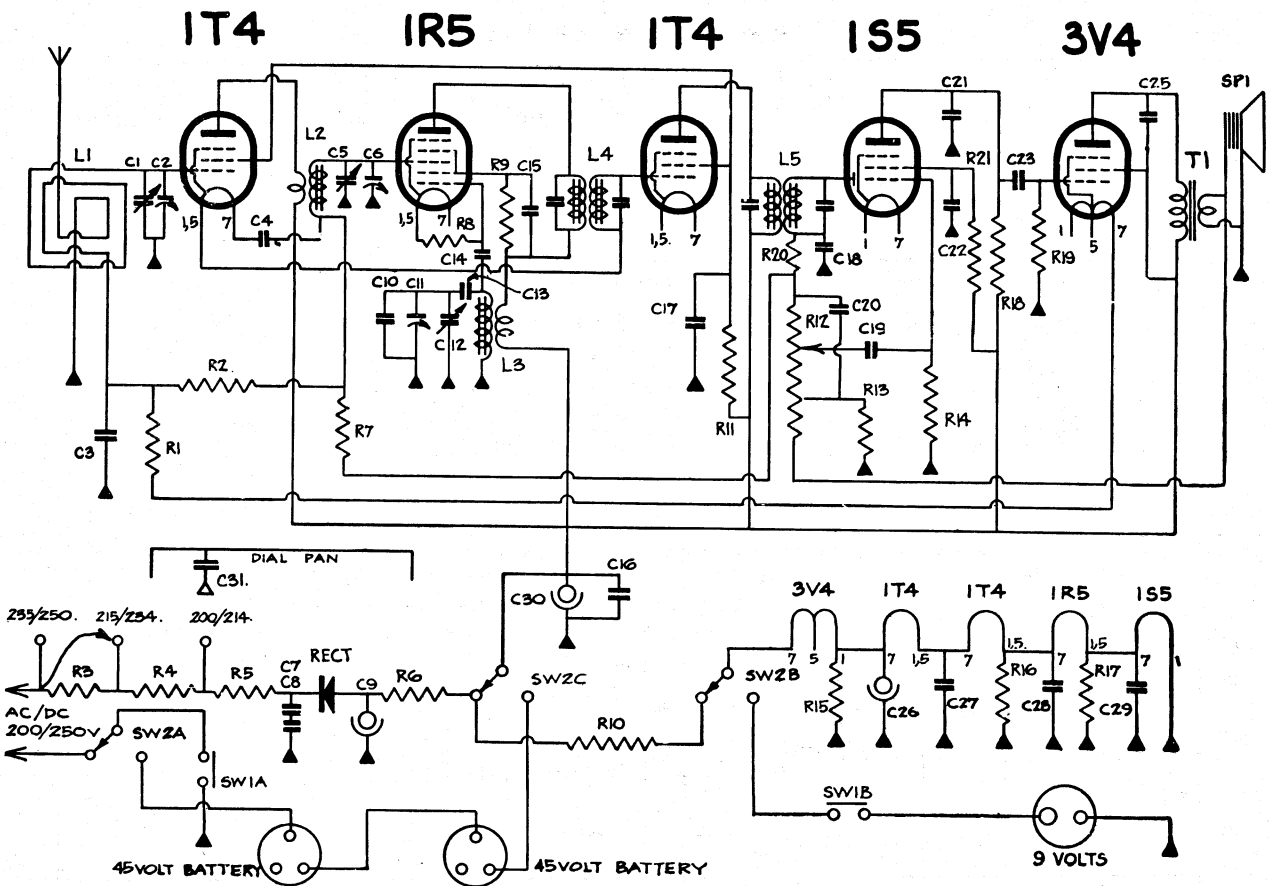 1T4 1R5 1T4 1S5 3V4
C21 C25 SP1
L1 C1 C2 L2 C5 C6 R9 C15 L4 L5 R21 C23 T1
1,5 7 C4 1,5 7 R8 1,5. 7 1 7 C22 R19 1 5 7
C14 R20 C18
C10 C11 C13 C17 C20 R18
C12 R12 C19
L3
R2 R13
C3 R1 R7 R11 R14
DIAL PAN
C31. C30 C16
3V4 1T4 1T4 1R5 1S5
235/250. 215/234. 200/214.
7 5 1 7 1,5 7 1,5. 7 1,5 7 1
R3 R4 R5 C7 C8 RECT C9 R6 SW2C SW2B R16 R17
R15 C26 C27 C28 C29
AC/DC
200/250V SW2A R10
SW1A SW1B
45 VOLT BATTERY 45 VOLT BATTERY 9 VOLTS